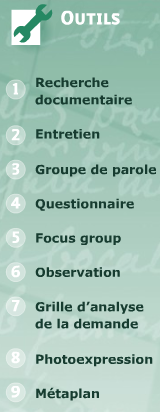 OUTILS
1 Recherche
documentaire
2 Entretien
3 Groupe de parole
4 Questionnaire
5 Focus group
6 Observation
7 Grille d'analyse
de la demande
8 Photoexpression
9 Métaplan